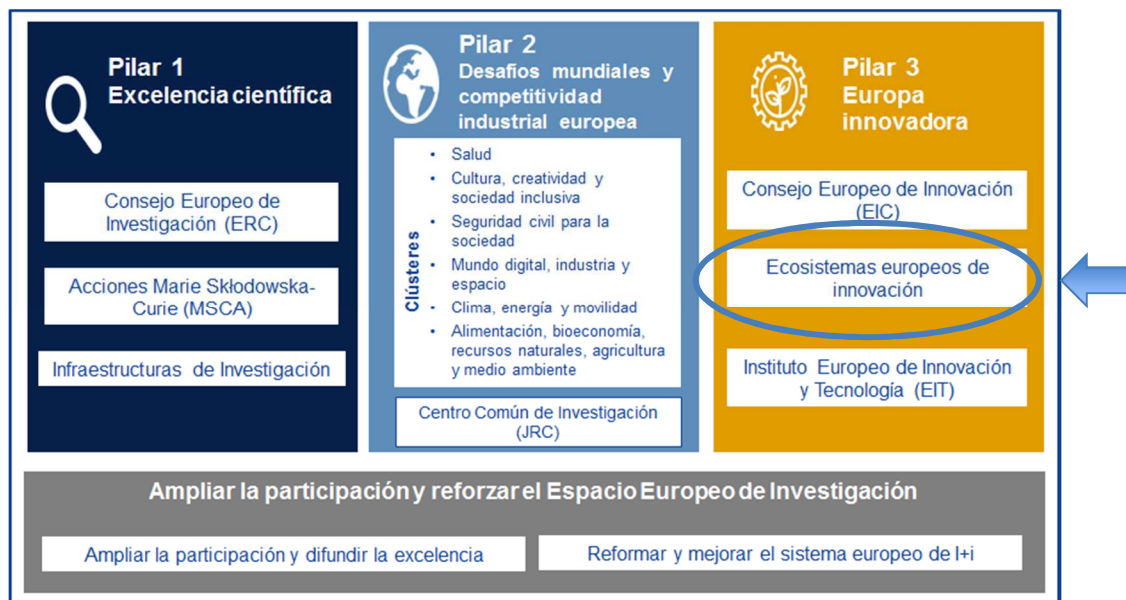 Pilar 1
Excelencia científica
Consejo Europeo de
Investigación (ERC)
Acciones Marie Skłodowska-
Curie (MSCA)
Infraestructuras de Investigación
Pilar 2
Desafios mundiales y
competitividad
industrial europea
Clústeres
• Salud
• Cultura, creatividad y
sociedad inclusiva
• Seguridad civil para la
sociedad
• Mundo digital, industria y
espacio
• Clima, energía y movilidad
• Alimentación, bioeconomía,
recursos naturales, agricultura
y medio ambiente
Centro Común de Investigación
(JRC)
Pilar 3
Europa
innovadora
Consejo Europeo de Innovación
(EIC)
Ecosistemas europeos de
innovación
Instituto Europeo de Innovación
y Tecnología (EIT)
Ampliar la participación y reforzar el Espacio Europeo de Investigación
Ampliar la participación y difundir la excelencia
Reformar y mejorar el sistema europeo de I+i